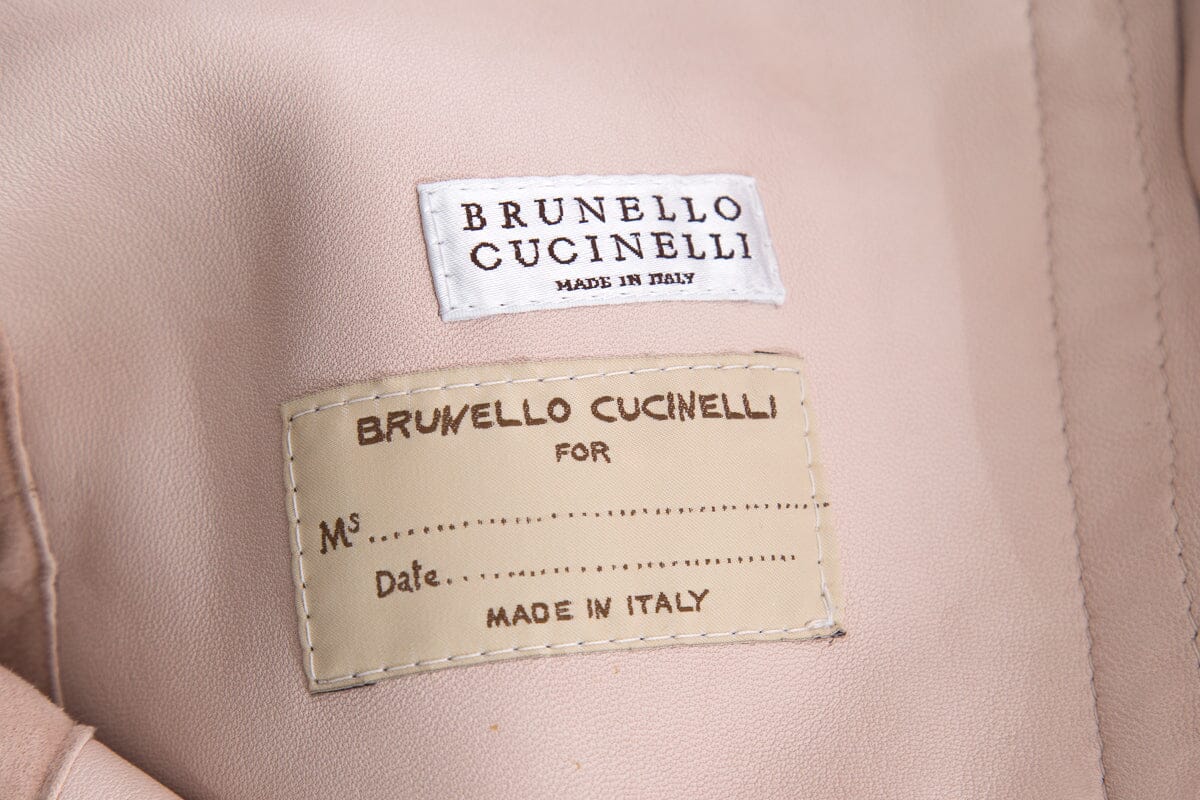 BRUNELLO
CUCINELLI
MADE IN ITALY
BRUNELLO CUCINELLI
FOR
Ms..............................................
Date........................................
MADE IN ITALY